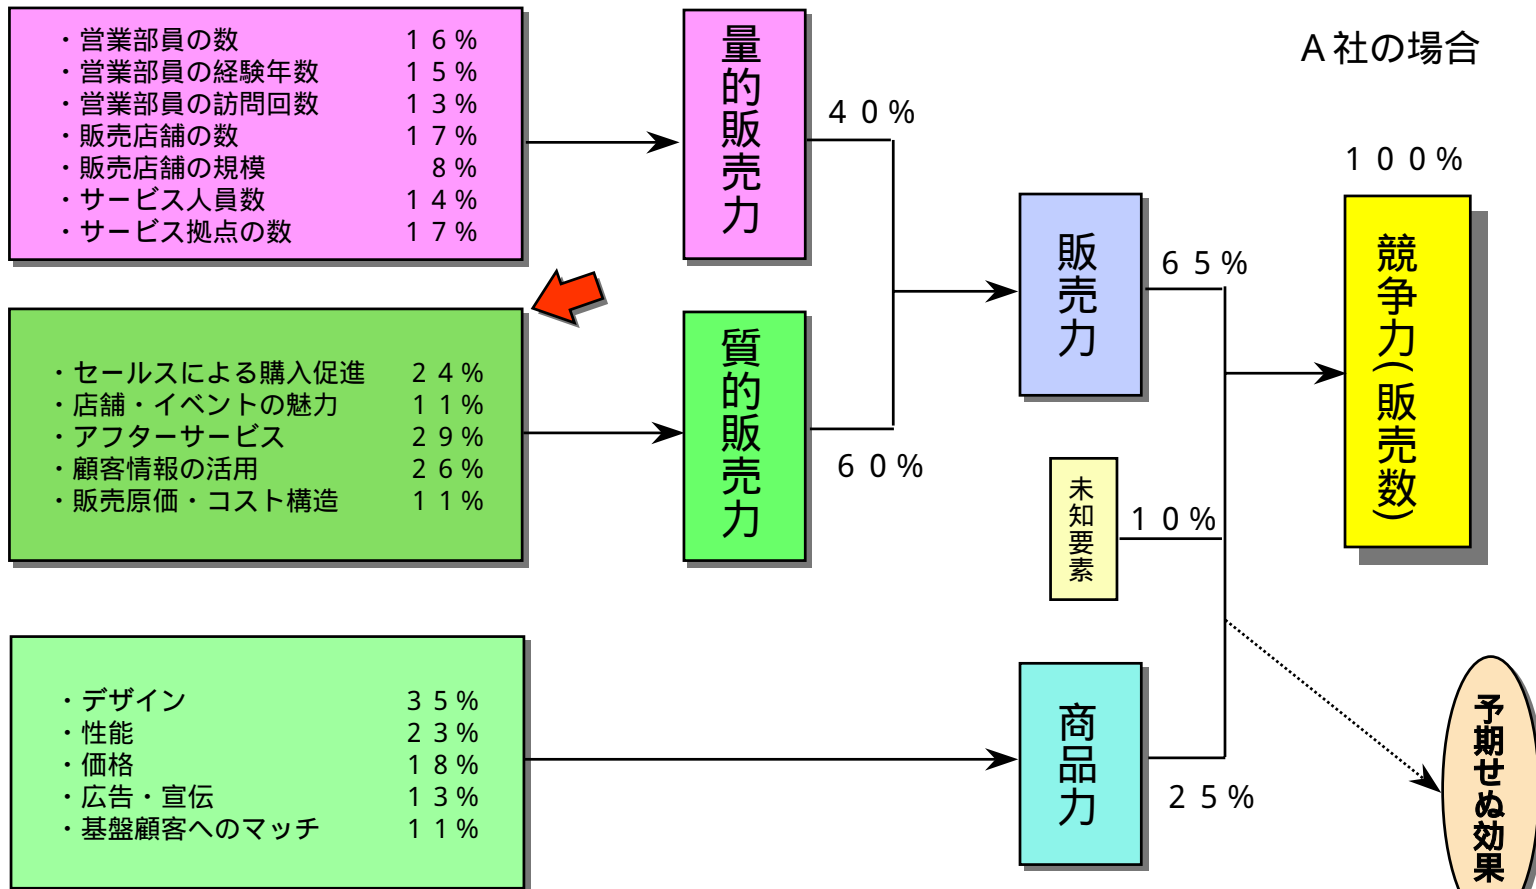 ・営業部員の数 １６％
・営業部員の経験年数 １５％
・営業部員の訪問回数 １３％
・販売店舗の数 １７％
・販売店舗の規模 ８％
・サービス人員数 １４％
・サービス拠点の数 １７％
量的販売力
４０％
Ａ社の場合
１００％
・セールスによる購入促進 ２４％
・店舗・イベントの魅力 １１％
・アフターサービス ２９％
・顧客情報の活用 ２６％
・販売原価・コスト構造 １１％
質的販売力
６０％
販売力
６５％
競争力(販売数)
未知要素
１０％
・デザイン ３５％
・性能 ２３％
・価格 １８％
・広告・宣伝 １３％
・基盤顧客へのマッチ １１％
商品力
２５％
予期せぬ効果